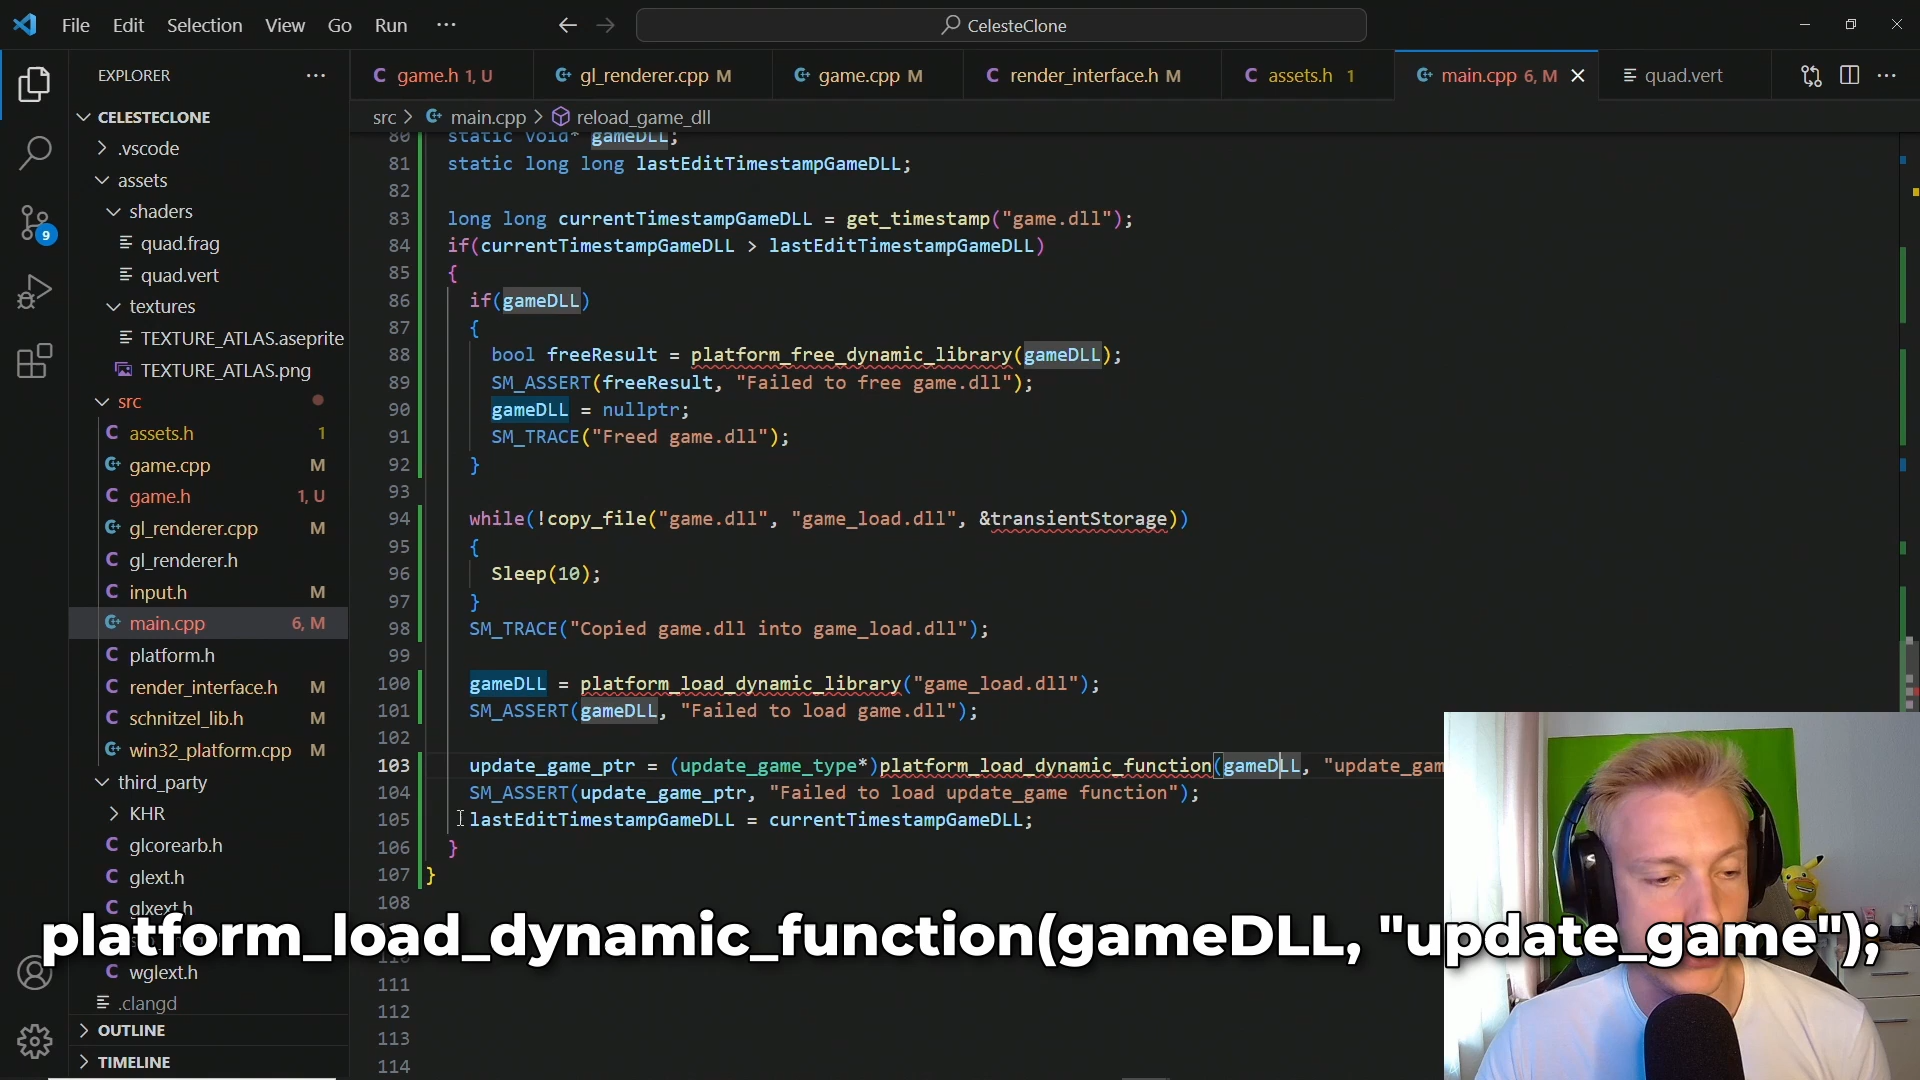 File Edit Selection View Go Run ···
CelesteClone
EXPLORER ···
CELESTECLONE
.vscode
assets
shaders
quad.frag
quad.vert
textures
TEXTURE_ATLAS.aseprite
TEXTURE_ATLAS.png
src
C assets.h 1
game.cpp M
C game.h 1, U
gl_renderer.cpp M
C gl_renderer.h
C input.h M
main.cpp 6, M
C platform.h
C render_interface.h M
C schnitzel_lib.h M
win32_platform.cpp M
third_party
KHR
C glcorearb.h
C glext.h
C glxext.h
C wglext.h
.clangd
OUTLINE
TIMELINE
9
C game.h 1, U gl_renderer.cpp M game.cpp M C render_interface.h M C assets.h 1 main.cpp 6, M quad.vert
src > main.cpp > reload_game_dll
80 static void* gameDLL;
81 static long long lastEditTimestampGameDLL;
82
83 long long currentTimestampGameDLL = get_timestamp("game.dll");
84 if(currentTimestampGameDLL > lastEditTimestampGameDLL)
85 {
86 if(gameDLL)
87 {
88 bool freeResult = platform_free_dynamic_library(gameDLL);
89 SM_ASSERT(freeResult, "Failed to free game.dll");
90 gameDLL = nullptr;
91 SM_TRACE("Freed game.dll");
92 }
93
94 while(!copy_file("game.dll", "game_load.dll", &transientStorage))
95 {
96 Sleep(10);
97 }
98 SM_TRACE("Copied game.dll into game_load.dll");
99
100 gameDLL = platform_load_dynamic_library("game_load.dll");
101 SM_ASSERT(gameDLL, "Failed to load game.dll");
102
103 update_game_ptr = (update_game_type*)platform_load_dynamic_function(gameDLL, "update_gam
104 SM_ASSERT(update_game_ptr, "Failed to load update_game function");
105 lastEditTimestampGameDLL = currentTimestampGameDLL;
106 }
107 }
108
platform_load_dynamic_function(gameDLL, "update_game");
111
112
113
114